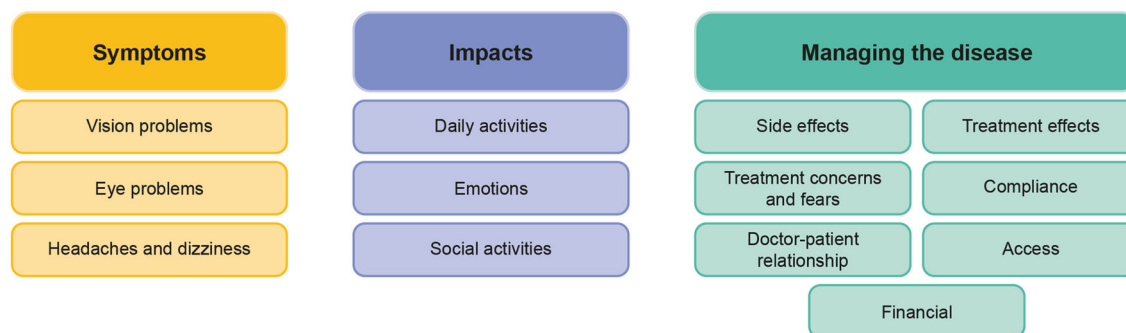 Symptoms
Vision problems
Eye problems
Headaches and dizziness
Impacts
Daily activities
Emotions
Social activities
Managing the disease
Side effects
Treatment effects
Treatment concerns
and fears
Compliance
Doctor-patient
relationship
Access
Financial